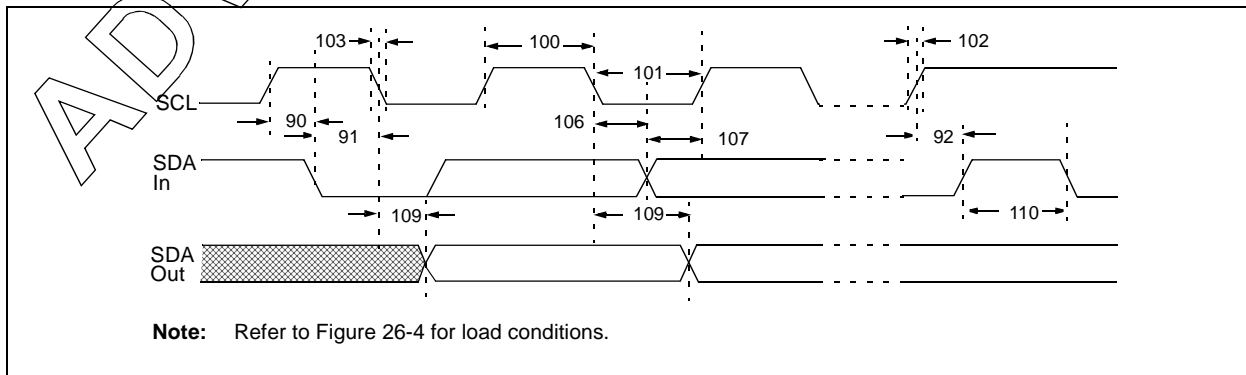 AD
103
100
102
101
SCL
90
91
106
107
92
SDA
In
109
109
110
SDA
Out
Note: Refer to Figure 26-4 for load conditions.